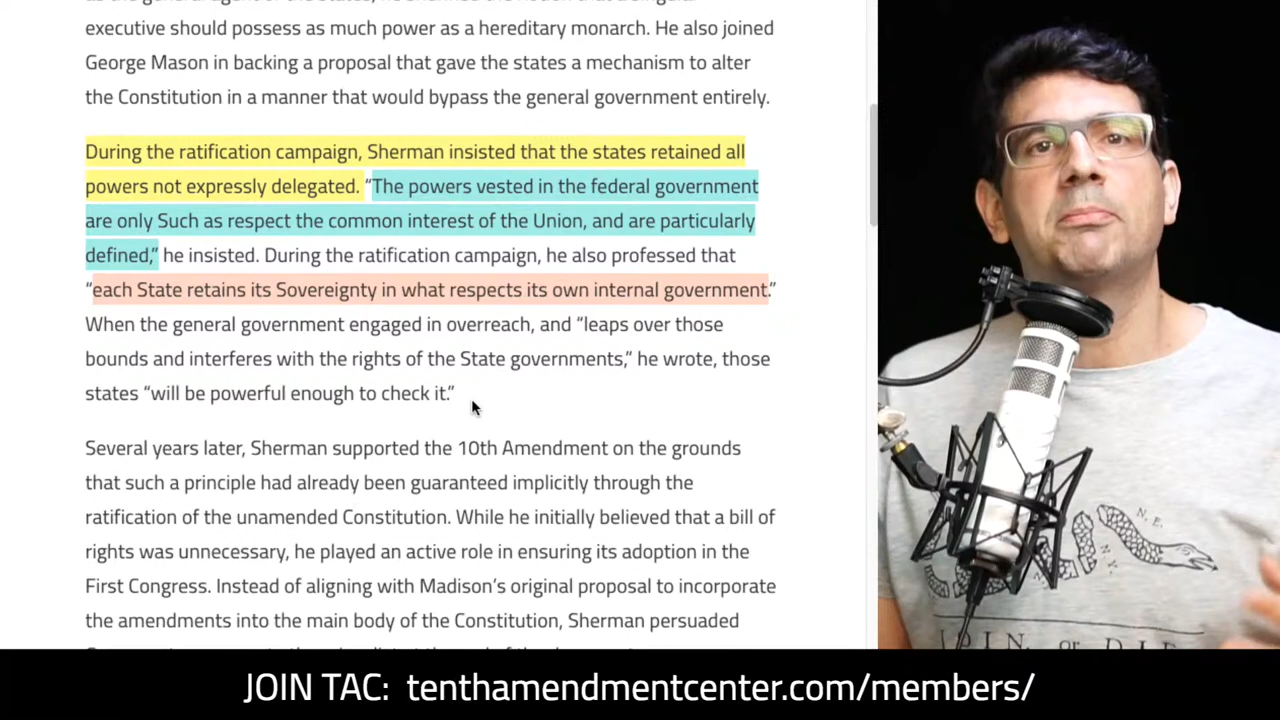 executive should possess as much power as a hereditary monarch. He also joined
George Mason in backing a proposal that gave the states a mechanism to alter
the Constitution in a manner that would bypass the general government entirely.
During the ratification campaign, Sherman insisted that the states retained all
powers not expressly delegated. “The powers vested in the federal government
are only Such as respect the common interest of the Union, and are particularly
defined,” he insisted. During the ratification campaign, he also professed that
“each State retains its Sovereignty in what respects its own internal government.”
When the general government engaged in overreach, and “leaps over those
bounds and interferes with the rights of the State governments,” he wrote, those
states “will be powerful enough to check it.”
Several years later, Sherman supported the 10th Amendment on the grounds
that such a principle had already been guaranteed implicitly through the
ratification of the unamended Constitution. While he initially believed that a bill of
rights was unnecessary, he played an active role in ensuring its adoption in the
First Congress. Instead of aligning with Madison’s original proposal to incorporate
the amendments into the main body of the Constitution, Sherman persuaded
N.E.
N.Y.
JOIN, or DIE
JOIN TAC: tenthamendmentcenter.com/members/